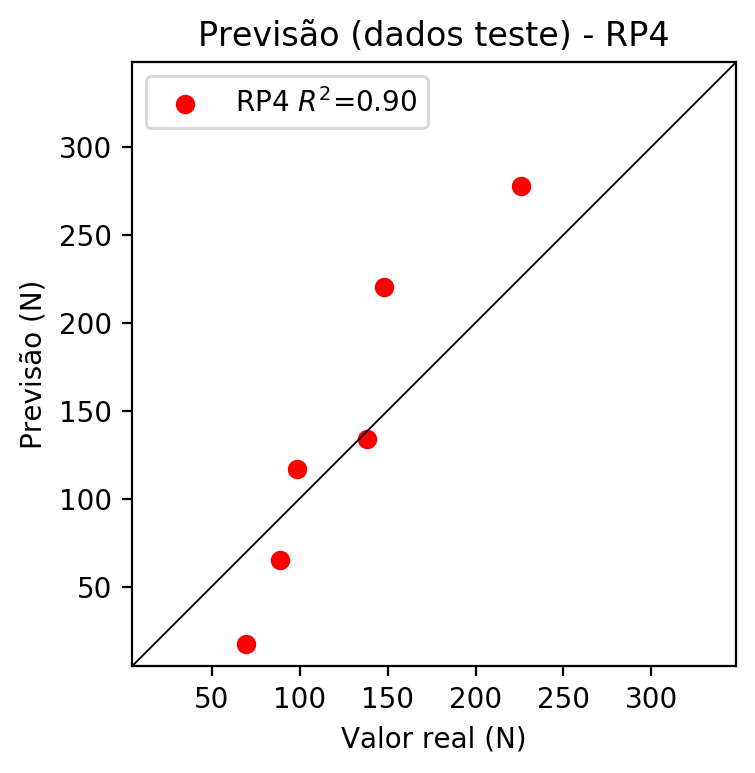 Previsão (dados teste) - RP4
RP4 R²=0.90
300
250
200
150
100
50
Previsão (N)
50 100 150 200 250 300
Valor real (N)